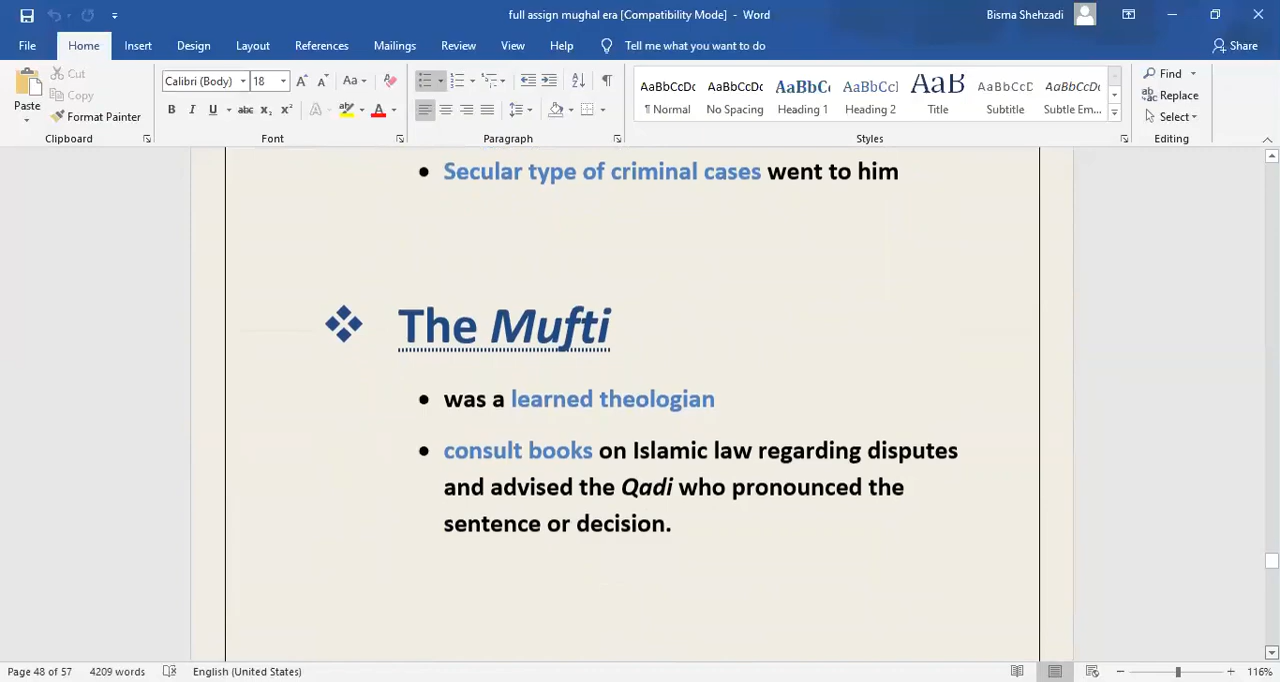 full assign mughal era [Compatibility Mode] - Word
Bisma Shehzadi
File Home Insert Design Layout References Mailings Review View Help Tell me what you want to do Share
Paste
Cut
Copy
Format Painter
Clipboard
Calibri (Body) 18
Font
Paragraph
AaBbCcDc AaBbCcDc AaBbC AaBbCc AaB AaBbCcD AaBbCcDc
¶ Normal No Spacing Heading 1 Heading 2 Title Subtitle Subtle Em...
Styles
Find
Replace
Select
Editing
• Secular type of criminal cases went to him
❖ The Mufti
• was a learned theologian
• consult books on Islamic law regarding disputes
and advised the Qadi who pronounced the
sentence or decision.
Page 48 of 57 4209 words English (United States) 116%